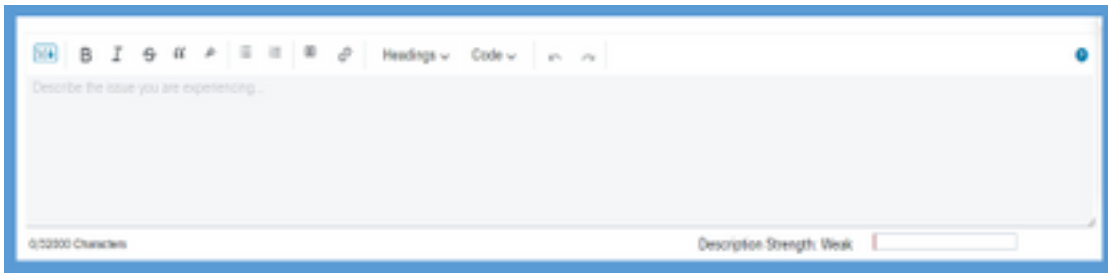 B I S Headings Code
Describe the issue you are experiencing...
0/32000 Characters Description Strength: Weak